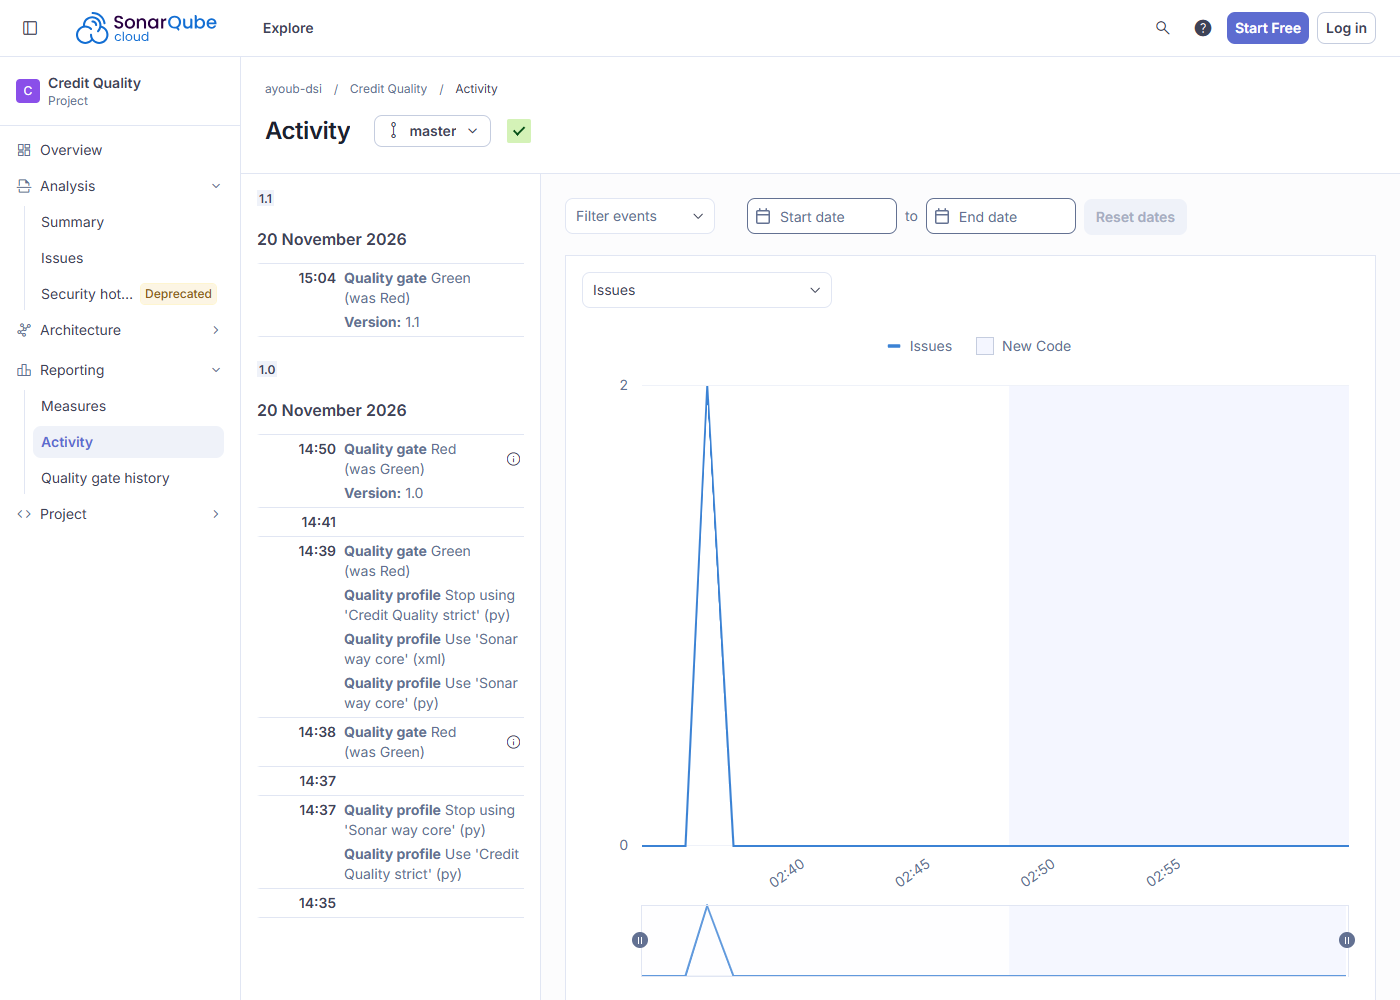 SonarQube
cloud
Explore
?
Start Free
Log in
C
Credit Quality
Project
Overview
Analysis
Summary
Issues
Security hot... Deprecated
Architecture
Reporting
Measures
Activity
Quality gate history
Project
ayoub-dsi / Credit Quality / Activity
Activity
master
1.1
20 November 2026
15:04 Quality gate Green
(was Red)
Version: 1.1
1.0
20 November 2026
14:50 Quality gate Red
(was Green)
Version: 1.0
14:41
14:39 Quality gate Green
(was Red)
Quality profile Stop using
'Credit Quality strict' (py)
Quality profile Use 'Sonar
way core' (xml)
Quality profile Use 'Sonar
way core' (py)
14:38 Quality gate Red
(was Green)
14:37
14:37 Quality profile Stop using
'Sonar way core' (py)
Quality profile Use 'Credit
Quality strict' (py)
14:35
Filter events
Start date
to
End date
Reset dates
Issues
Issues
New Code
2
0
02:40
02:45
02:50
02:55